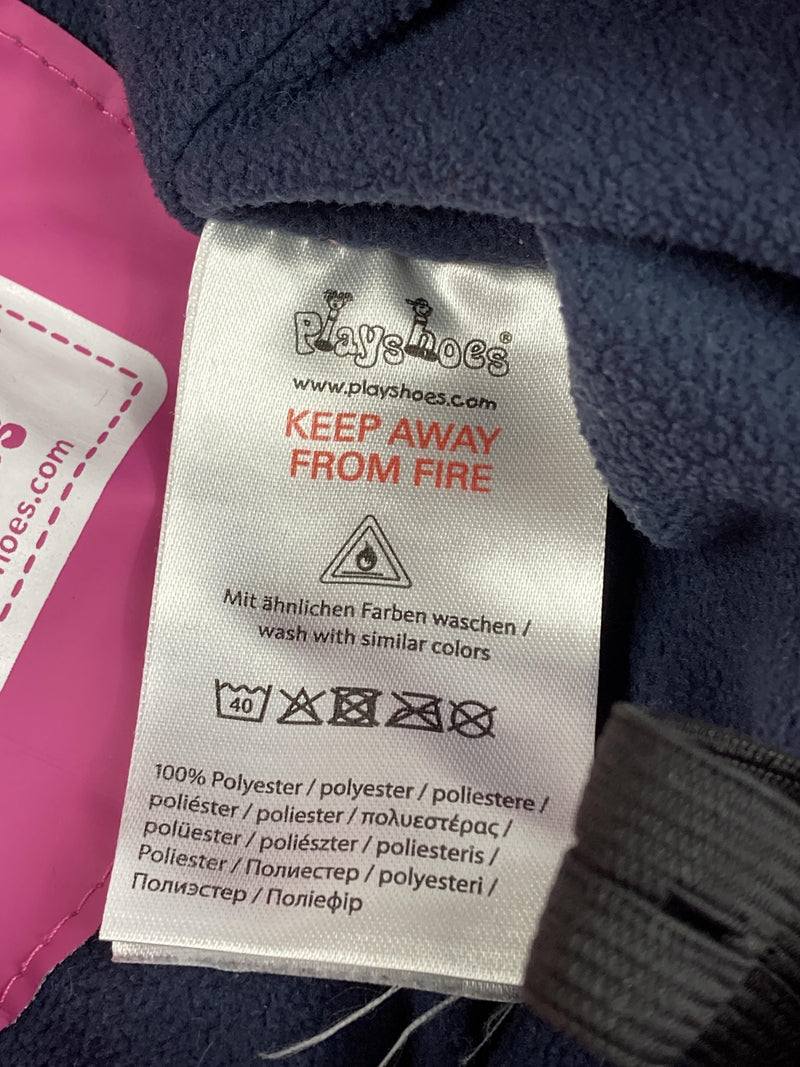 Playshoes®
www.playshoes.com
KEEP AWAY
FROM FIRE
Mit ähnlichen Farben waschen /
wash with similar colors
40
100% Polyester / polyester / poliestere /
poliéster / poliester / πολυεστέρας /
polüester / poliészter / poliesteris /
Poliester / Полиестер / polyesteri /
Полиэстер / Поліефір
hoes.com